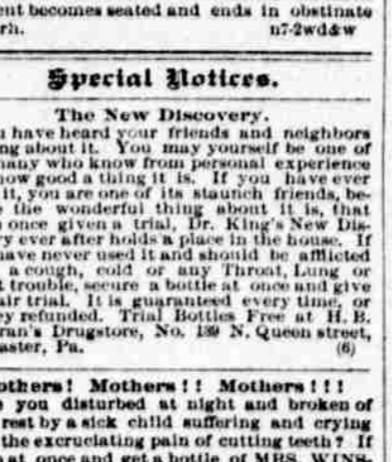 ent becomes seated and ends in obstinate
rh. n7-2wd&w
Special Notices.
The New Discovery.
u have heard your friends and neighbors
ng about it. You may yourself be one of
many who know from personal experience
how good a thing it is. If you have ever
it, you are one of its staunch friends, be-
e the wonderful thing about it is, that
once given a trial, Dr. King's New Dis-
ry ever after holds a place in the house. If
have never used it and should be afflicted
a cough, cold or any Throat, Lung or
t trouble, secure a bottle at once and give
air trial. It is guaranteed every time, or
ey refunded. Trial Bottles Free at H. B.
ran's Drugstore, No. 139 N. Queen street,
aster, Pa. (6)
others! Mothers!! Mothers!!!
you disturbed at night and broken of
rest by a sick child suffering and crying
the excruciating pain of cutting teeth? If
at once and get a bottle of MRS. WINS-